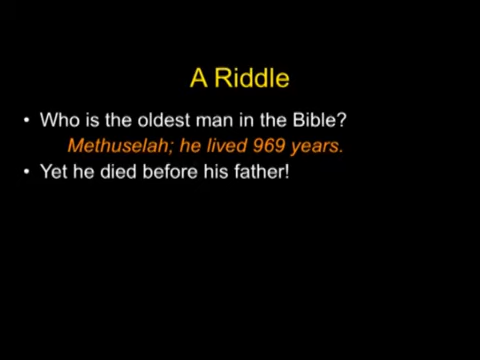 A Riddle
• Who is the oldest man in the Bible?
Methuselah; he lived 969 years.
• Yet he died before his father!